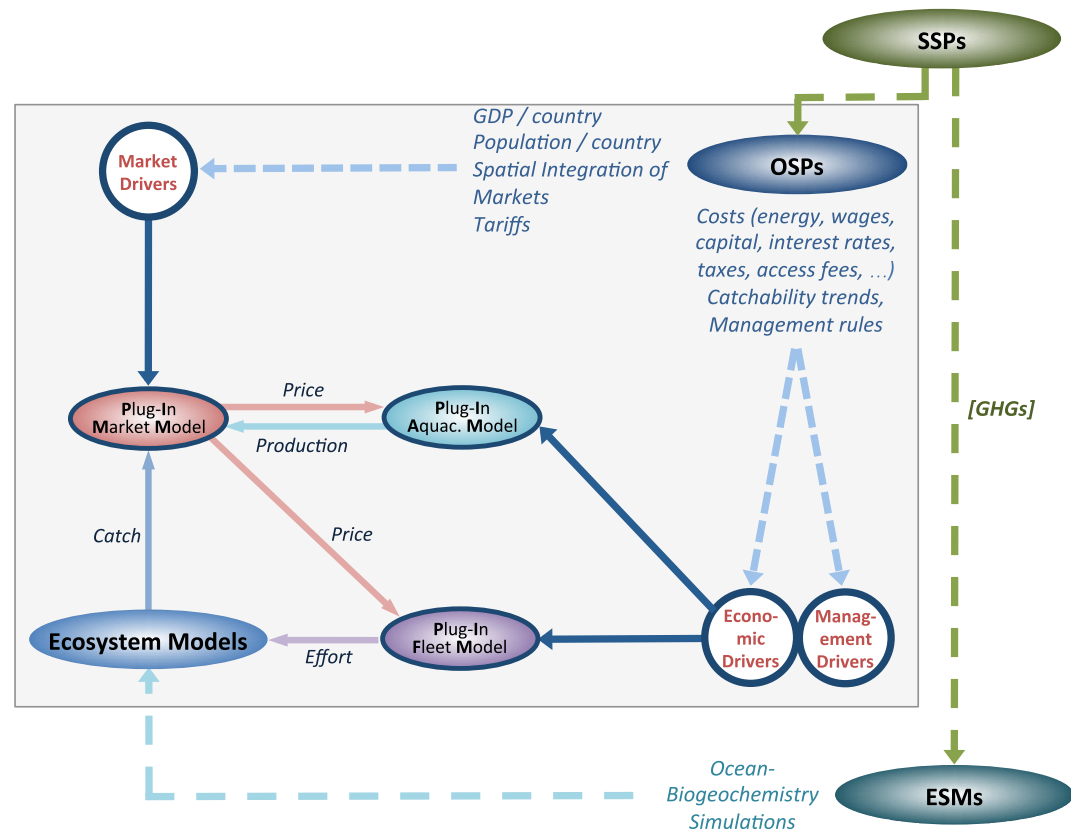 SSPs
GDP / country
Population / country
Spatial Integration of
Markets
Tariffs
Market
Drivers
OSPs
Costs (energy, wages,
capital, interest rates,
taxes, access fees, …)
Catchability trends,
Management rules
Price
Plug-In
Market Model
Plug-In
Aquac. Model
Production
[GHGs]
Catch
Price
Ecosystem Models
Effort
Plug-In
Fleet Model
Econo-
mic
Drivers
Manag-
ement
Drivers
Ocean-
Biogeochemistry
Simulations
ESMs